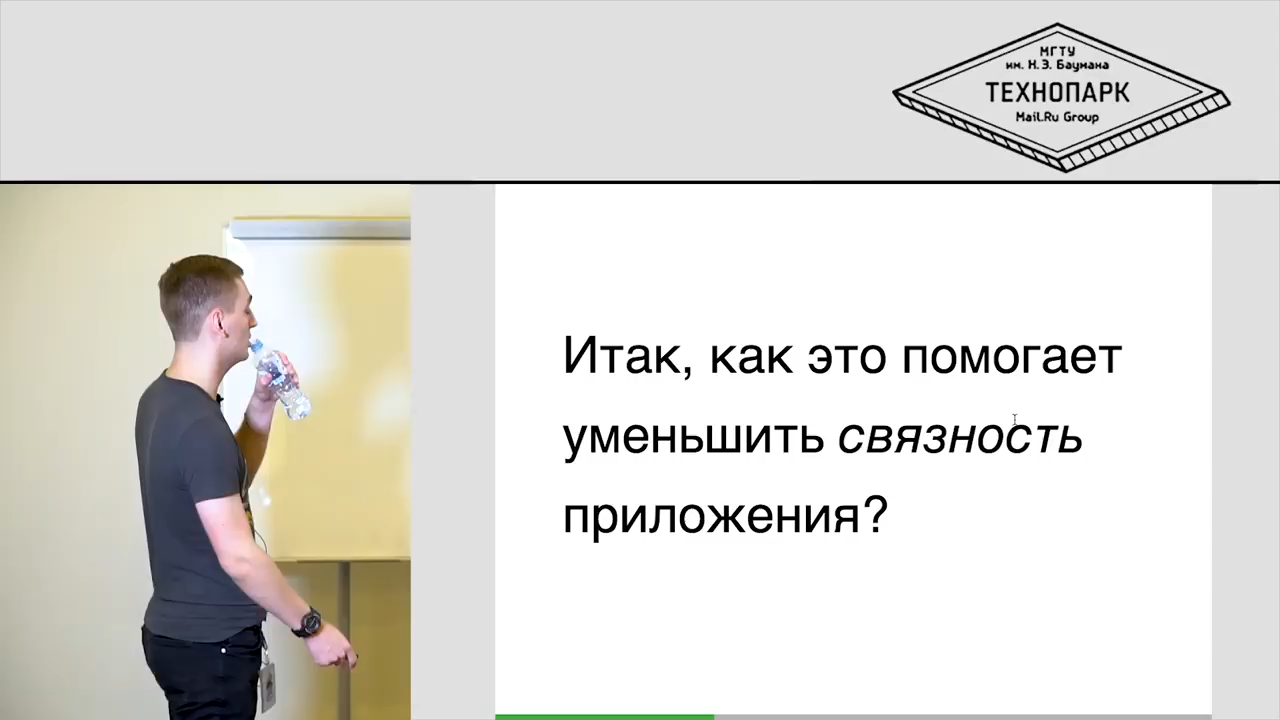 МГТУ
им. Н. Э. Баумана
ТЕХНОПАРК
Mail.Ru Group
Итак, как это помогает
уменьшить связность
приложения?